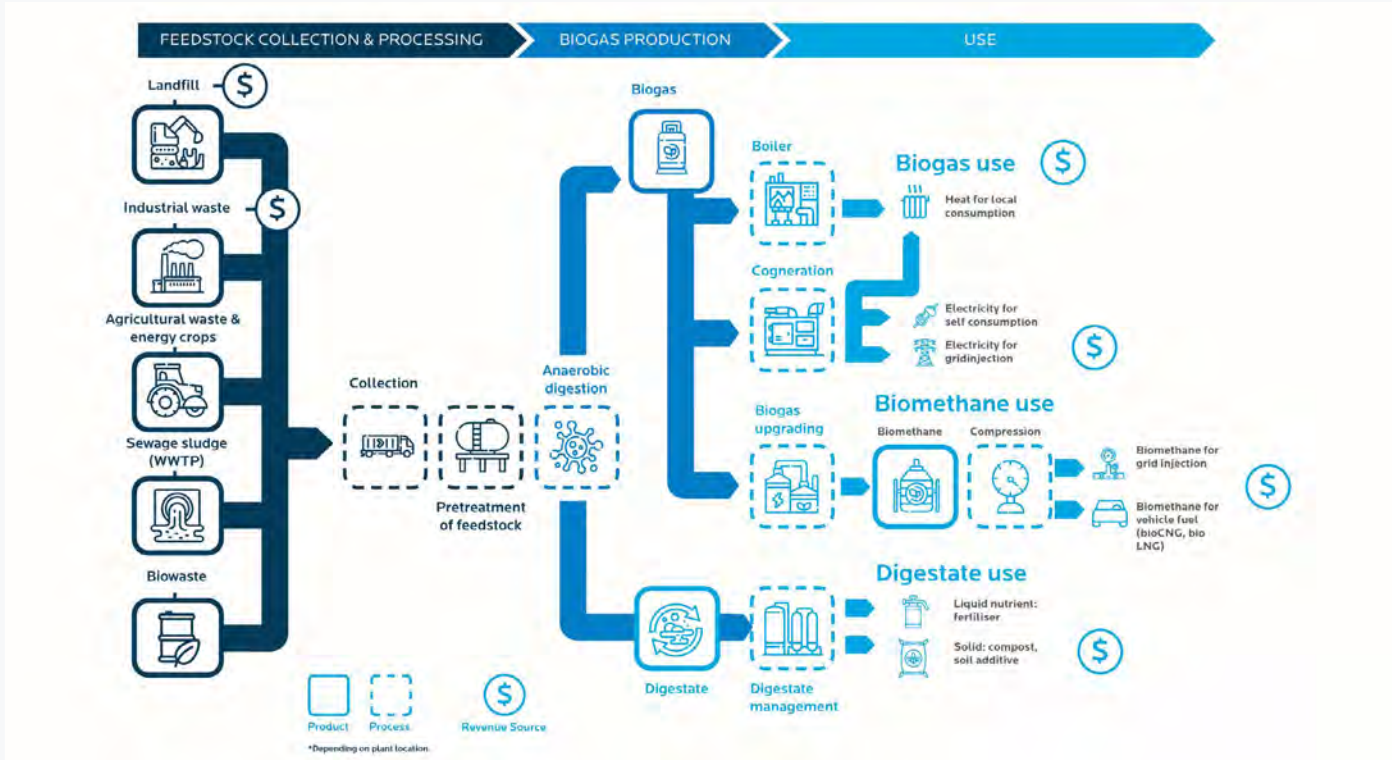 FEEDSTOCK COLLECTION & PROCESSING
BIOGAS PRODUCTION
USE
Landfill
$
Industrial waste
$
Agricultural waste &
energy crops
Sewage sludge
(WWTP)
Biowaste
Collection
Pretreatment
of feedstock
Anaerobic
digestion
Biogas
Boiler
Biogas use
$
Heat for local
consumption
Cogneration
Electricity for
self consumption
Electricity for
gridinjection
$
Biogas
upgrading
Biomethane use
Biomethane
Compression
Biomethane for
grid injection
Biomethane for
vehicle fuel
(bioCNG, bio
LNG)
$
Digestate
Digestate
management
Digestate use
Liquid nutrient:
fertiliser
Solid: compost,
soil additive
$
Product
Process
$
Revenue Source
*Depending on plant location